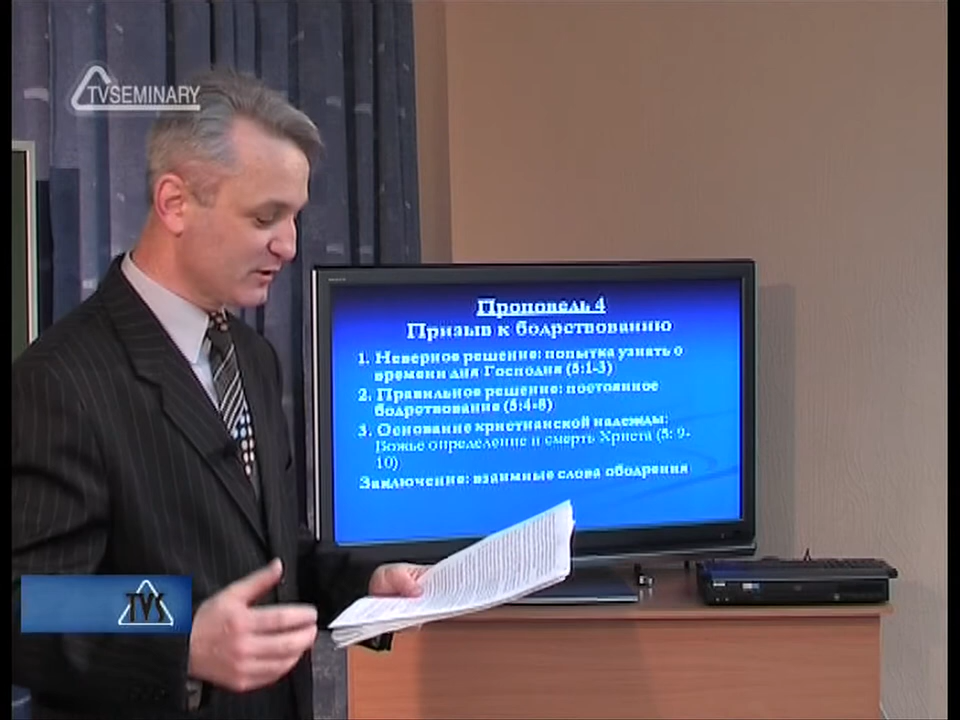 TVSEMINARY
Проповедь 4
Призыв к бодрствованию
1. Неверное решение: попытка узнать о
времени дня Господня (5:1-3)
2. Правильное решение: постоянное
бодрствование (5:4-8)
3. Основание христианской надежды:
Божье определение и смерть Христа (5: 9-
10)
Заключение: взаимные слова ободрения
TVS